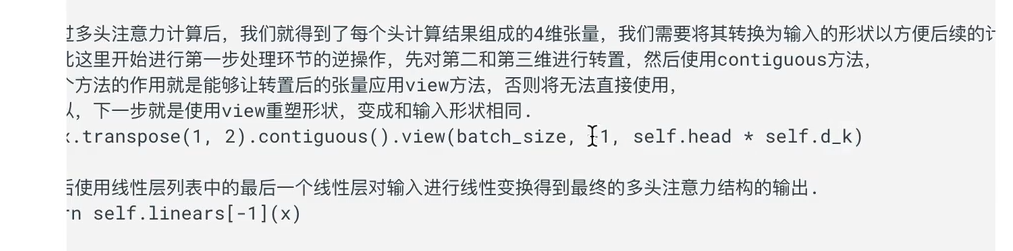 多头注意力计算后，我们就得到了每个头计算结果组成的4维张量，我们需要将其转换为输入的形状以方便后续的
这里开始进行第一步处理环节的逆操作，先对第二和第三维进行转置，然后使用contiguous方法，
方法的作用就是能够让转置后的张量应用view方法，否则将无法直接使用，
，下一步就是使用view重塑形状，变成和输入形状相同.
x.transpose(1, 2).contiguous().view(batch_size, -1, self.head * self.d_k)
使用线性层列表中的最后一个线性层对输入进行线性变换得到最终的多头注意力结构的输出.
rn self.linears[-1](x)